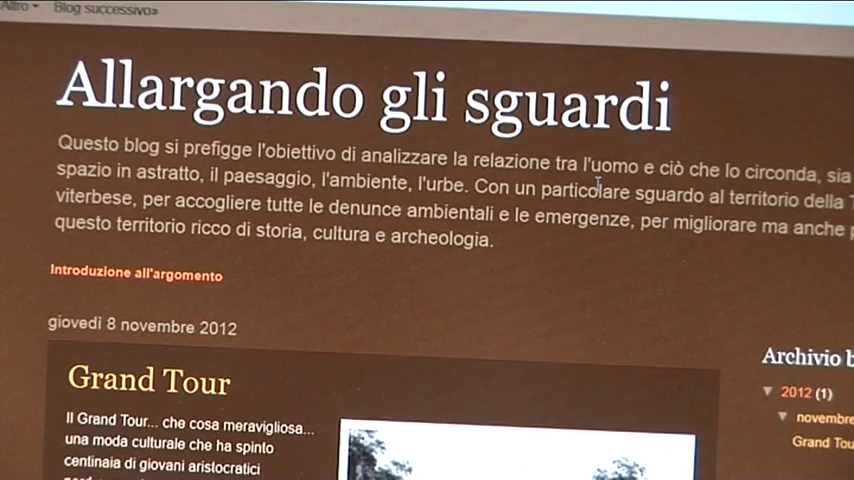 Altro Blog successivo»
Allargando gli sguardi
Questo blog si prefigge l'obiettivo di analizzare la relazione tra l'uomo e ciò che lo circonda, sia
spazio in astratto, il paesaggio, l'ambiente, l'urbe. Con un particolare sguardo al territorio della T
viterbese, per accogliere tutte le denunce ambientali e le emergenze, per migliorare ma anche p
questo territorio ricco di storia, cultura e archeologia.
Introduzione all'argomento
giovedì 8 novembre 2012
Grand Tour
Il Grand Tour... che cosa meravigliosa...
una moda culturale che ha spinto
centinaia di giovani aristocratici
Archivio b
2012 (1)
novembre
Grand Tou